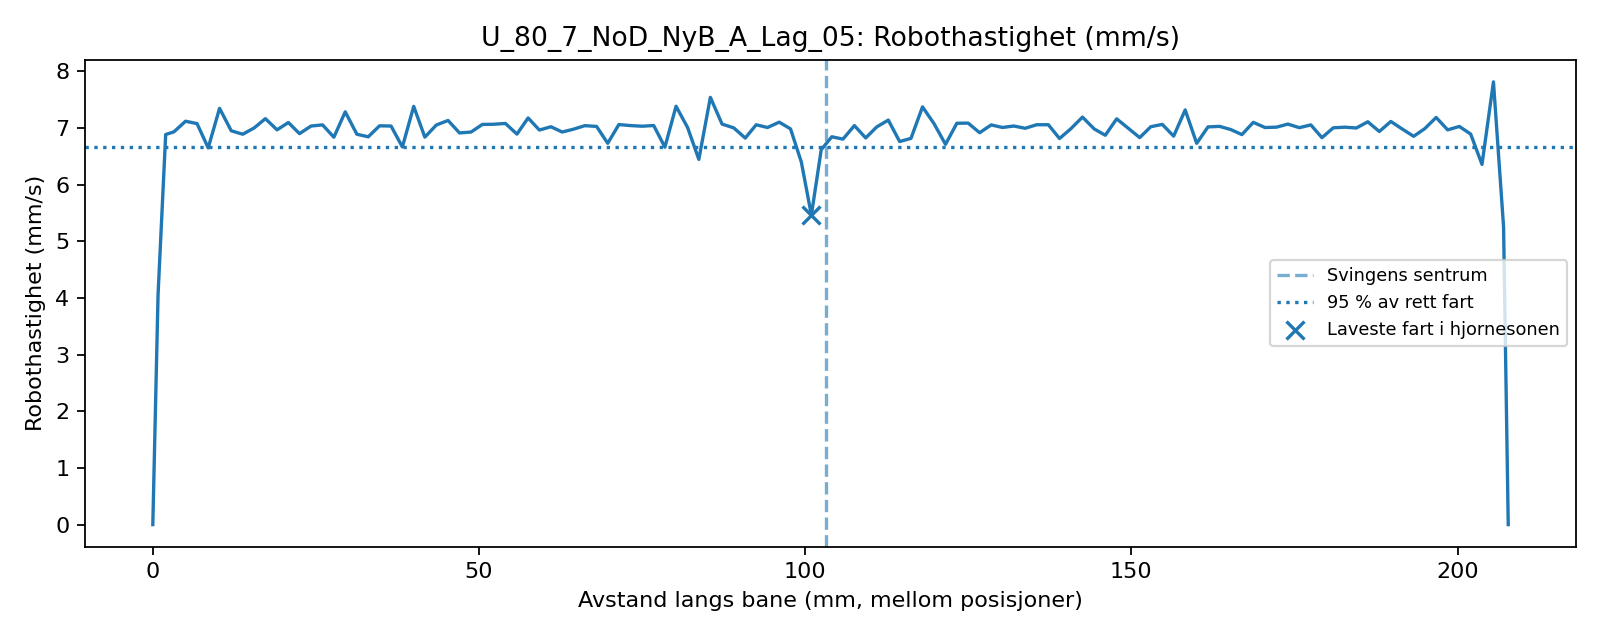 U_80_7_NoD_NyB_A_Lag_05: Robothastighet (mm/s)
Robothastighet (mm/s)
8
7
6
5
4
3
2
1
0
Svingens sentrum
95 % av rett fart
Laveste fart i hjornesonen
0 50 100 150 200
Avstand langs bane (mm, mellom posisjoner)